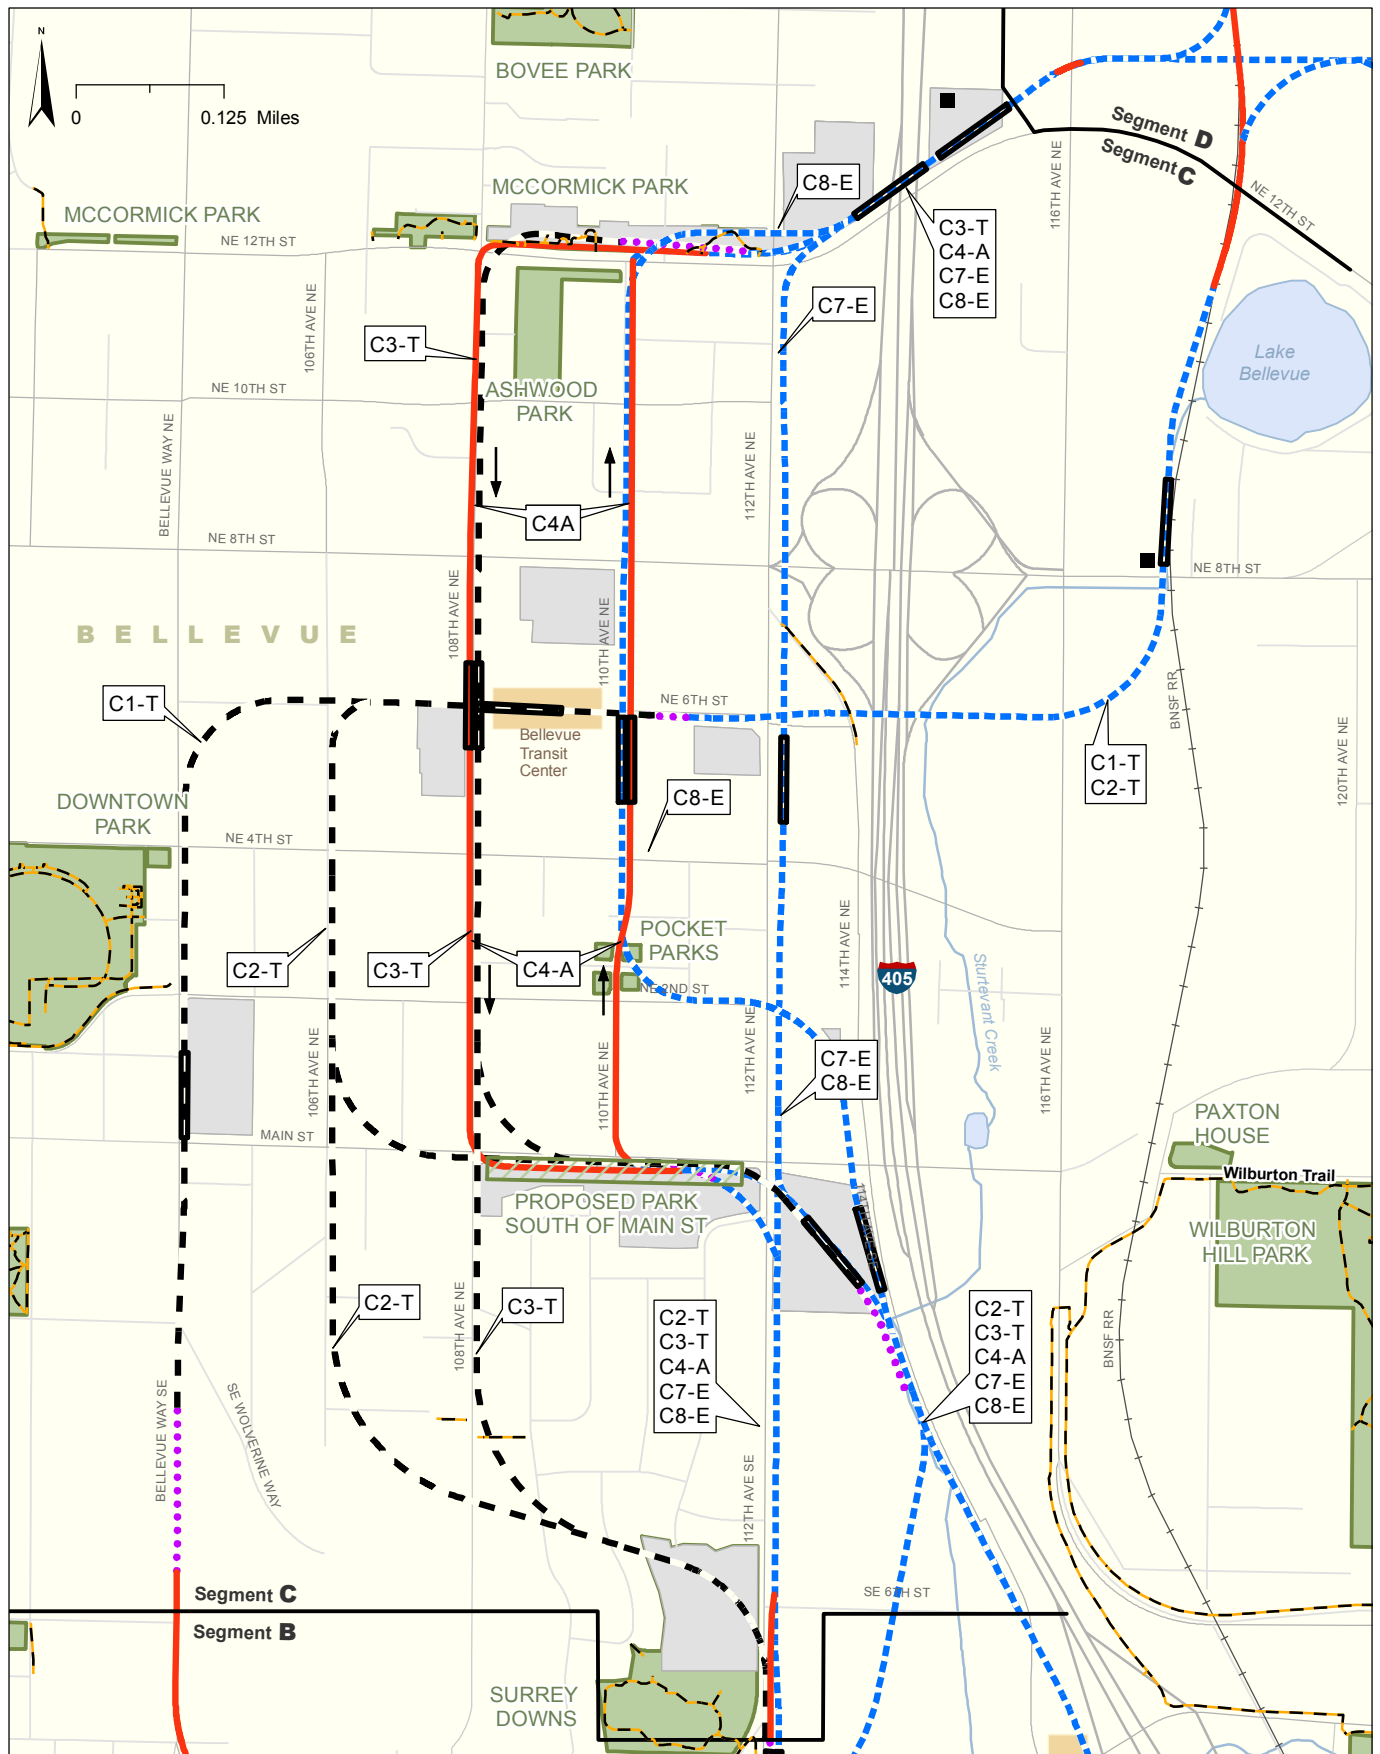 N
0 0.125 Miles
BOVEE PARK
Segment D
Segment C
NE 12TH ST
116TH AVE NE
C8-E
MCCORMICK PARK
MCCORMICK PARK
NE 12TH ST
C3-T
C4-A
C7-E
C8-E
106TH AVE NE
C7-E
C3-T
Lake
Bellevue
NE 10TH ST
ASHWOOD
PARK
BELLEVUE WAY NE
112TH AVE NE
C4A
NE 8TH ST
NE 8TH ST
108TH AVE NE
110TH AVE NE
BELLEVUE
C1-T
NE 6TH ST
BNSF RR
Bellevue
Transit
Center
C1-T
C2-T
120TH AVE NE
C8-E
DOWNTOWN
PARK
NE 4TH ST
POCKET
PARKS
114TH AVE NE
C2-T
C3-T
C4-A
405
NE 2ND ST
Sturtevant Creek
106TH AVE NE
110TH AVE NE
112TH AVE NE
116TH AVE NE
C7-E
C8-E
MAIN ST
PAXTON
HOUSE
Wilburton Trail
PROPOSED PARK
SOUTH OF MAIN ST
WILBURTON
HILL PARK
C2-T
C3-T
108TH AVE NE
C2-T
C3-T
C4-A
C7-E
C8-E
C2-T
C3-T
C4-A
C7-E
C8-E
BNSF RR
BELLEVUE WAY SE
SE WOLVERINE WAY
112TH AVE SE
SE 6TH ST
Segment C
Segment B
SURREY
DOWNS